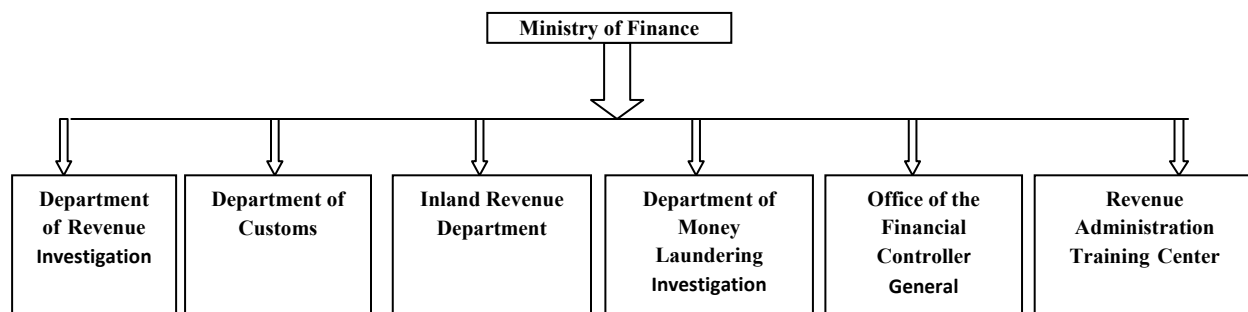 Ministry of Finance
Department
of Revenue
Investigation
Department of
Customs
Inland Revenue
Department
Department of
Money
Laundering
Investigation
Office of the
Financial
Controller
General
Revenue
Administration
Training Center